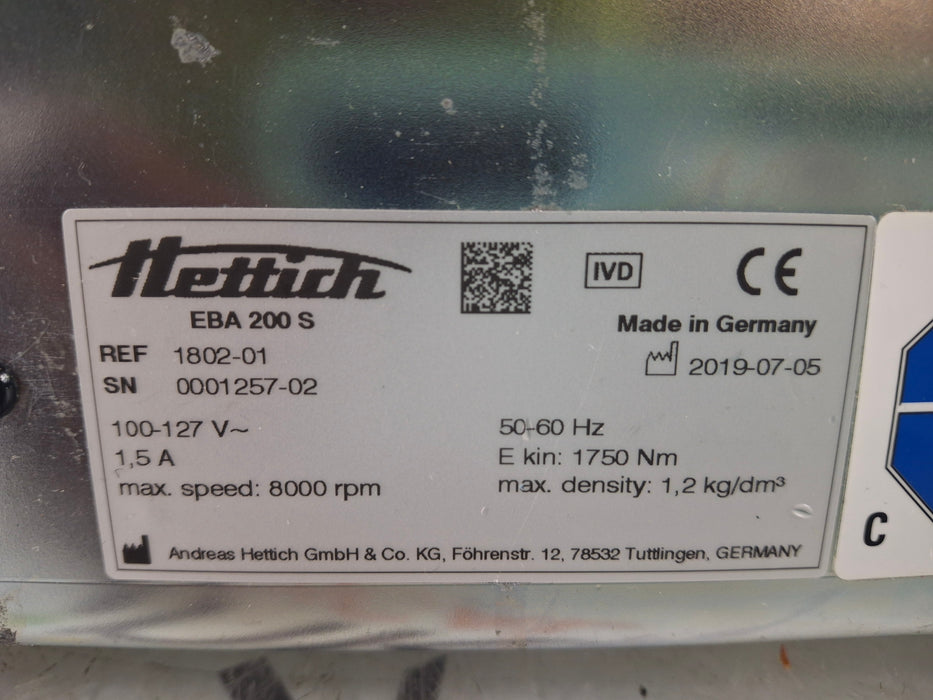 Hettich
IVD
CE
EBA 200 S
Made in Germany
REF 1802-01
2019-07-05
SN 0001257-02
100-127 V~
50-60 Hz
1,5 A
E kin: 1750 Nm
max. speed: 8000 rpm
max. density: 1,2 kg/dm³
Andreas Hettich GmbH & Co. KG, Föhrenstr. 12, 78532 Tuttlingen, GERMANY
C